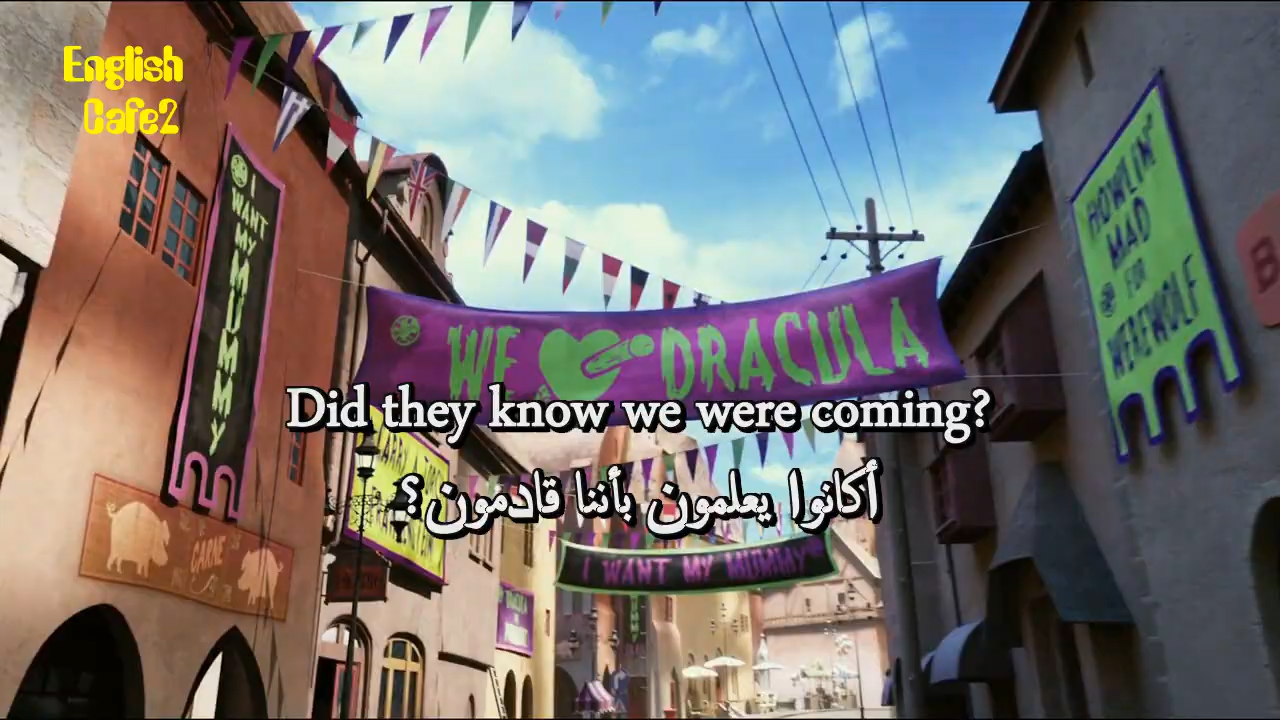 English
Cafe2
I
WANT
MY
MUMMY
WE DRACULA
HOWLIN'
MAD
FOR
WEREWOLF
B
Did they know we were coming?
أكانوا يعلمون بأننا قادمون؟
CARNE
I WANT MY MUMMY